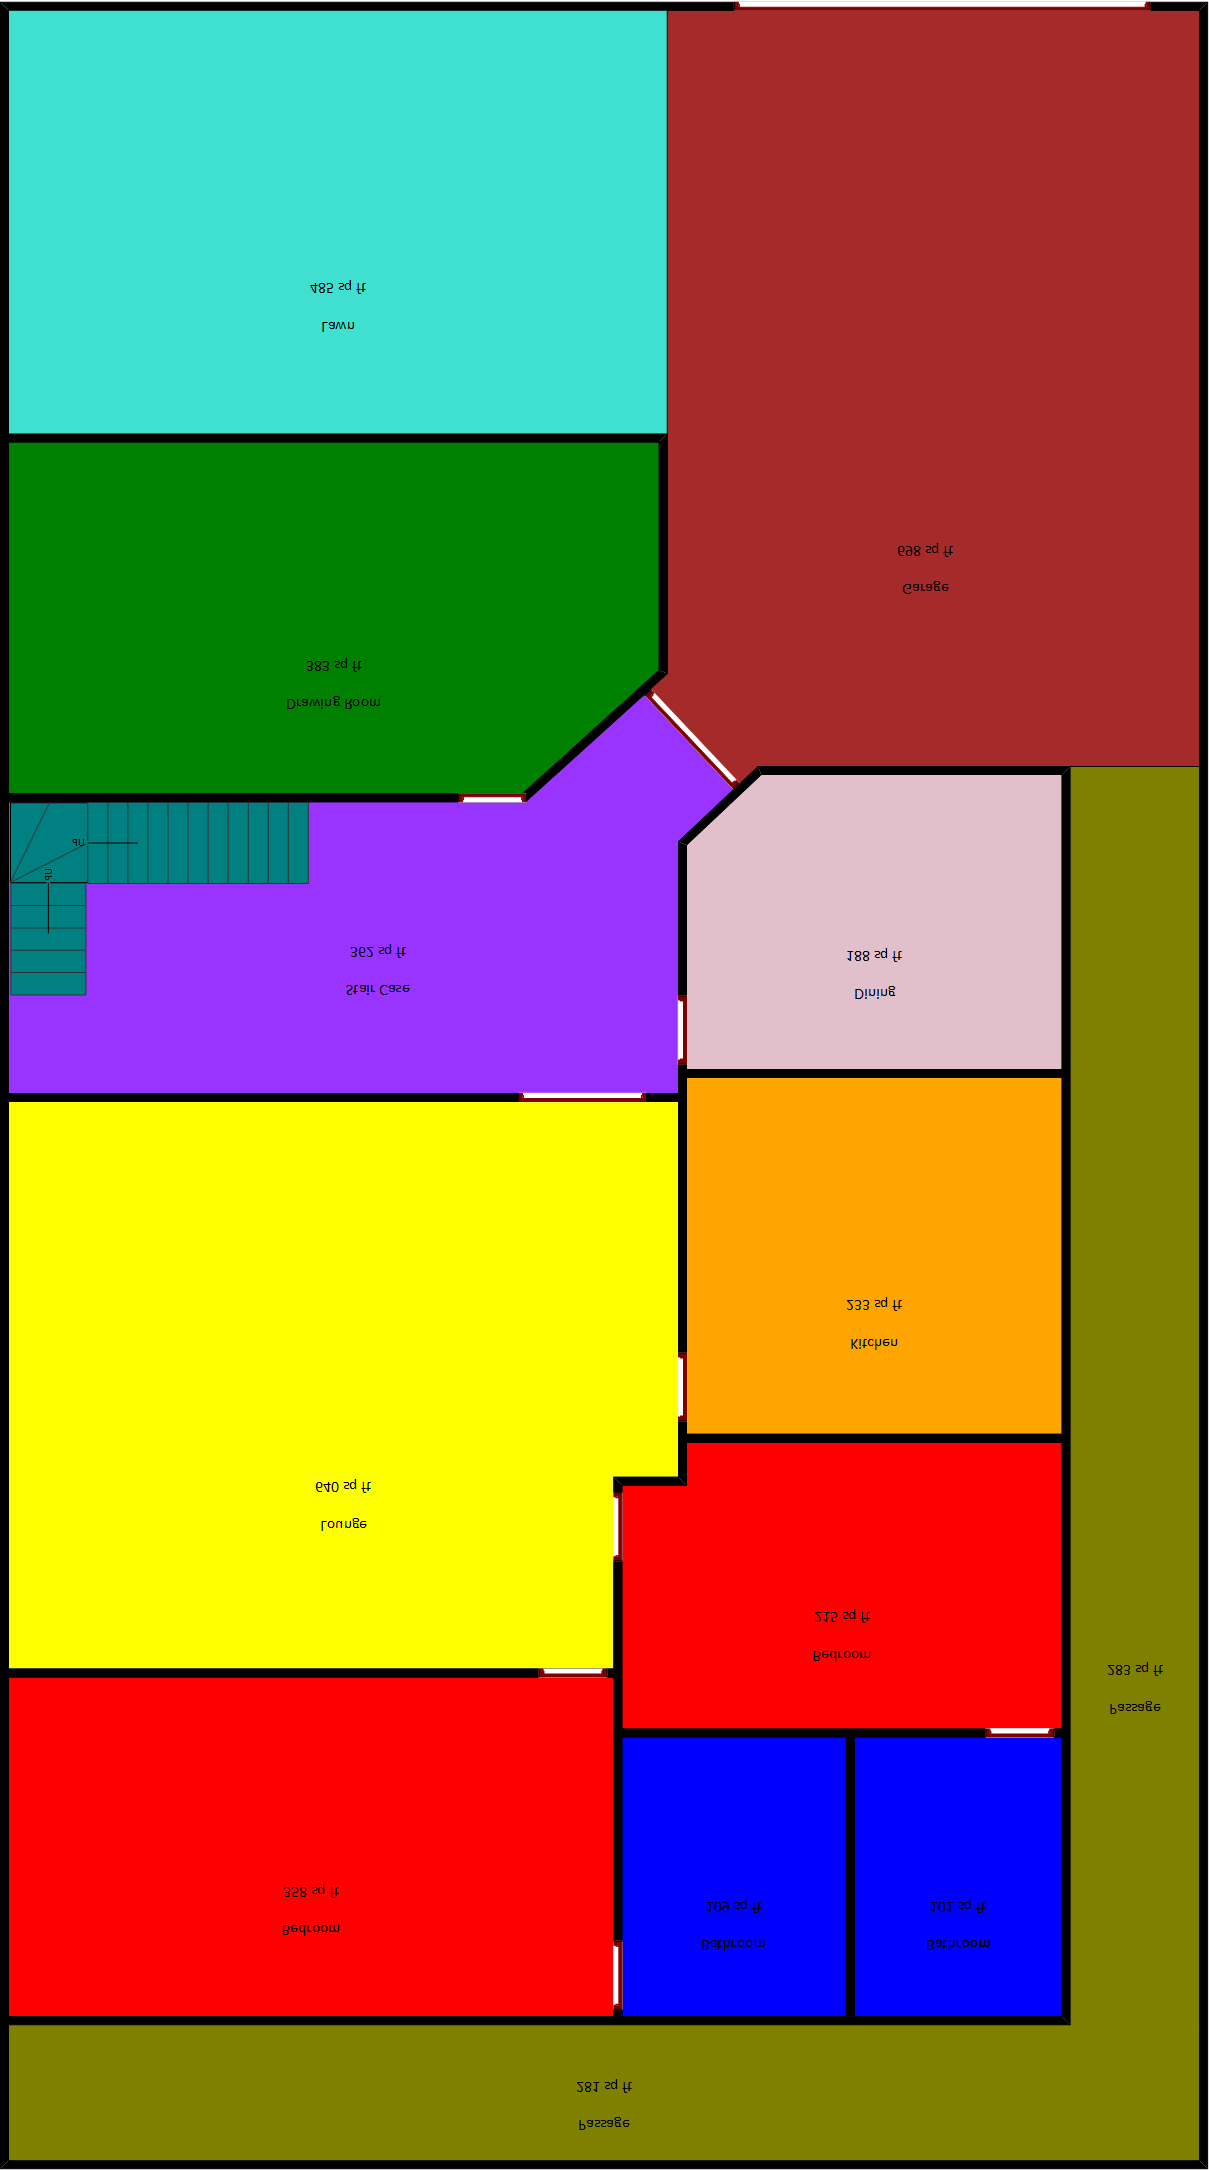 Lawn
485 sq ft
Garage
698 sq ft
Drawing Room
383 sq ft
up
up
Stair Case
362 sq ft
Dining
188 sq ft
Kitchen
233 sq ft
Lounge
640 sq ft
Bedroom
215 sq ft
Passage
283 sq ft
Bedroom
358 sq ft
Bathroom
109 sq ft
Bathroom
101 sq ft
Passage
281 sq ft